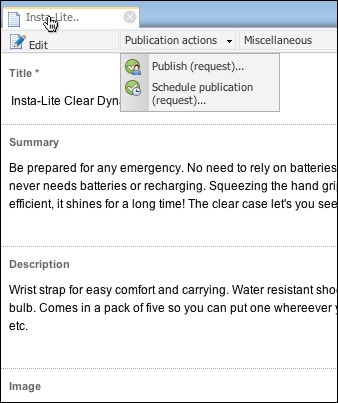 Insta-Lite..
Edit
Publication actions
Miscellaneous
Publish (request)...
Schedule publication
(request)...
Title *
Insta-Lite Clear Dyna
Summary
Be prepared for any emergency. No need to rely on batteries
never needs batteries or recharging. Squeezing the hand grip
efficient, it shines for a long time! The clear case let's you see
Description
Wrist strap for easy comfort and carrying. Water resistant sho
bulb. Comes in a pack of five so you can put one whereever y
etc.
Image